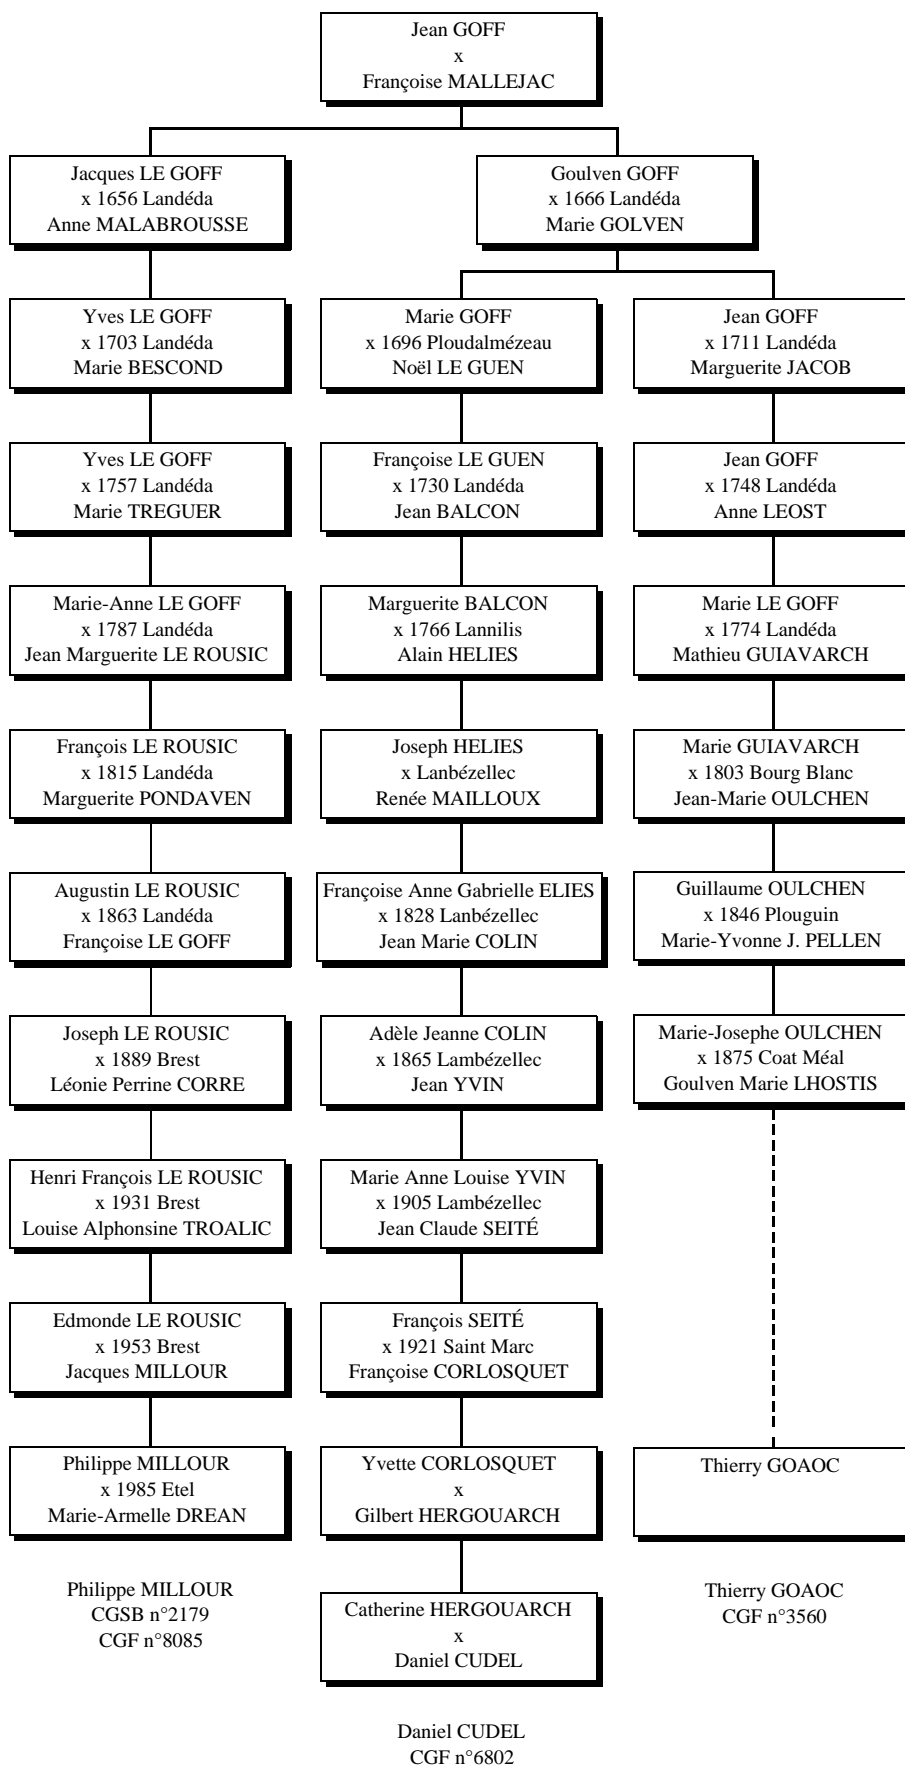 Jean GOFF
x
Françoise MALLEJAC
Jacques LE GOFF
x 1656 Landéda
Anne MALABROUSSE
Goulven GOFF
x 1666 Landéda
Marie GOLVEN
Yves LE GOFF
x 1703 Landéda
Marie BESCOND
Marie GOFF
x 1696 Ploudalmézeau
Noël LE GUEN
Jean GOFF
x 1711 Landéda
Marguerite JACOB
Yves LE GOFF
x 1757 Landéda
Marie TREGUER
Françoise LE GUEN
x 1730 Landéda
Jean BALCON
Jean GOFF
x 1748 Landéda
Anne LEOST
Marie-Anne LE GOFF
x 1787 Landéda
Jean Marguerite LE ROUSIC
Marguerite BALCON
x 1766 Lannilis
Alain HELIES
Marie LE GOFF
x 1774 Landéda
Mathieu GUIAVARCH
François LE ROUSIC
x 1815 Landéda
Marguerite PONDAVEN
Joseph HELIES
x Lanbézellec
Renée MAILLOUX
Marie GUIAVARCH
x 1803 Bourg Blanc
Jean-Marie OULCHEN
Augustin LE ROUSIC
x 1863 Landéda
Françoise LE GOFF
Françoise Anne Gabrielle ELIES
x 1828 Lanbézellec
Jean Marie COLIN
Guillaume OULCHEN
x 1846 Plouguin
Marie-Yvonne J. PELLEN
Joseph LE ROUSIC
x 1889 Brest
Léonie Perrine CORRE
Adèle Jeanne COLIN
x 1865 Lambézellec
Jean YVIN
Marie-Josephe OULCHEN
x 1875 Coat Méal
Goulven Marie LHOSTIS
Henri François LE ROUSIC
x 1931 Brest
Louise Alphonsine TROALIC
Marie Anne Louise YVIN
x 1905 Lambézellec
Jean Claude SEITÉ
Edmonde LE ROUSIC
x 1953 Brest
Jacques MILLOUR
François SEITÉ
x 1921 Saint Marc
Françoise CORLOSQUET
Philippe MILLOUR
x 1985 Etel
Marie-Armelle DREAN
Yvette CORLOSQUET
x
Gilbert HERGOUARCH
Thierry GOAOC
Philippe MILLOUR
CGSB n°2179
CGF n°8085
Catherine HERGOUARCH
x
Daniel CUDEL
Thierry GOAOC
CGF n°3560
Daniel CUDEL
CGF n°6802